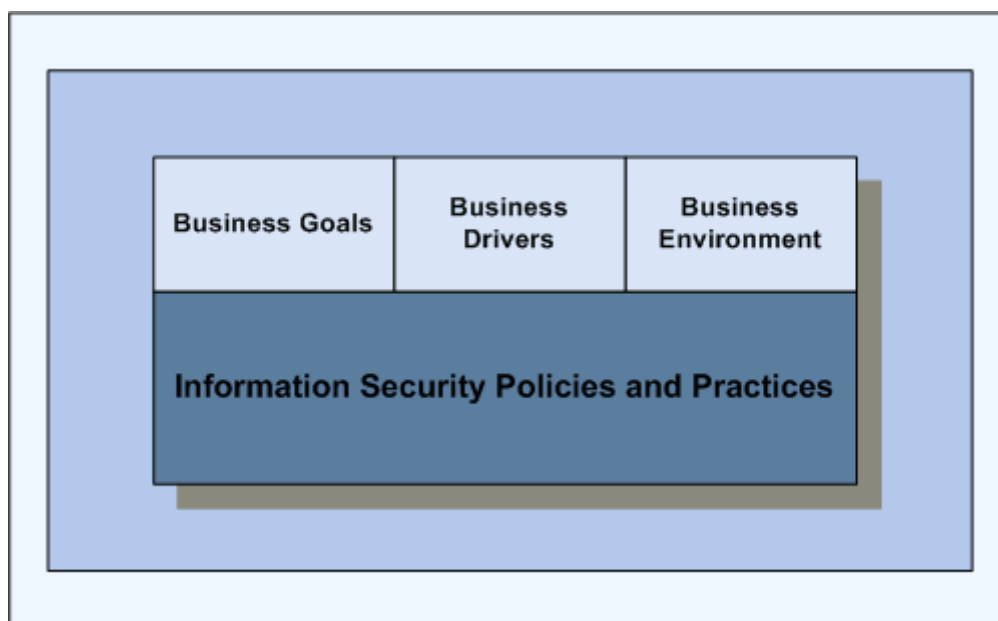 Business Goals
Business
Drivers
Business
Environment
Information Security Policies and Practices